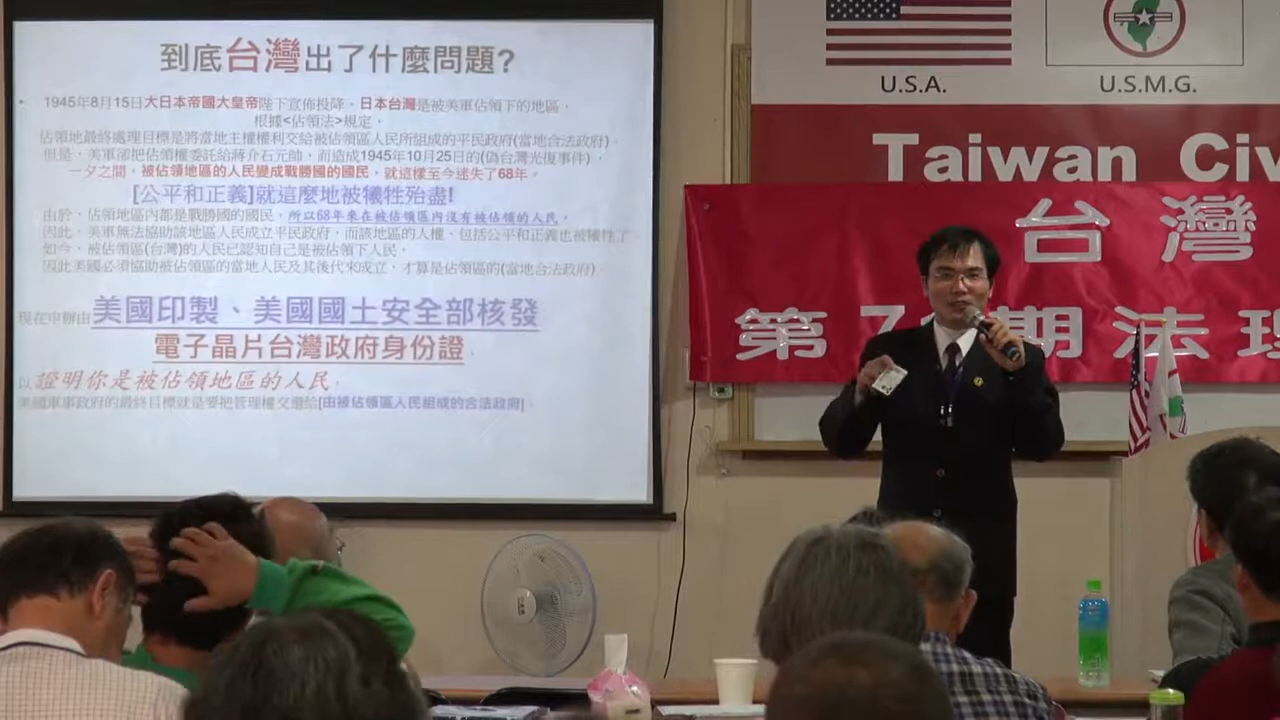 到底台灣出了什麼問題?
• 1945年8月15日大日本帝國大皇帝陛下宣佈投降，日本台灣是被美軍佔領下的地區，
根據<佔領法>規定，
佔領地最終處理目標是將當地主權權利交給被佔領區人民所組成的平民政府(當地合法政府)。
但是，美軍卻把佔領權委託給蔣介石元帥，而造成1945年10月25日的(偽台灣光復事件)，
一夕之間，被佔領地區的人民變成戰勝國的國民，就這樣至今迷失了68年。
[公平和正義]就這麼地被犧牲殆盡!
由於，佔領地區內都是戰勝國的國民，所以68年來在被佔領區內沒有被佔領的人民，
因此，美軍無法協助該地區人民成立平民政府，而該地區的人權、包括公平和正義也被犧牲了
如今，被佔領區(台灣)的人民已認知自己是被佔領下人民，
因此美國必須協助被佔領區的當地人民及其後代來成立，才算是佔領區的(當地合法政府)。
現在申辦由美國印製、美國國土安全部核發
電子晶片台灣政府身份證，
以證明你是被佔領地區的人民，
美國軍事政府的最終目標就是要把管理權交還給[由被佔領區人民組成的合法政府]。
U.S.A.
U.S.M.G.
Taiwan Civ
台灣
第7 期法理